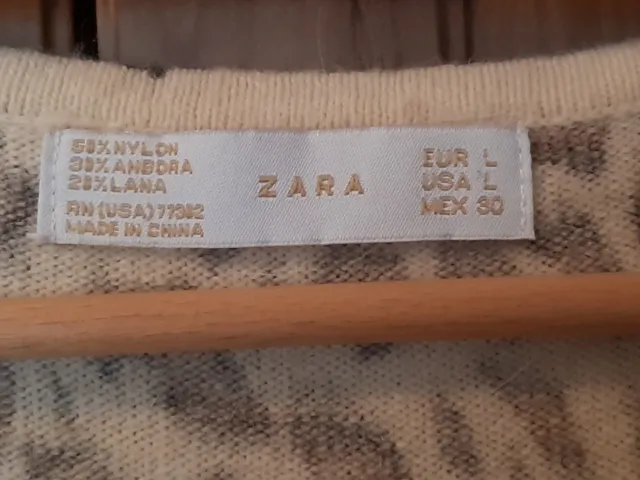 50%NYLON
30%ANGORA
20%LANA
RN(USA)77302
MADE IN CHINA
ZARA
EUR L
USA L
MEX 30